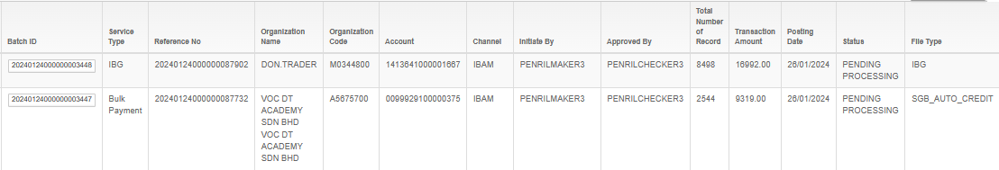 Batch ID
Service Type
Reference No
Organization Name
Organization Code
Account
Channel
Initiate By
Approved By
Total Number of Record
Transaction Amount
Posting Date
Status
File Type
20240124000000003448
IBG
20240124000000087902
DON.TRADER
M0344800
1413641000001667
IBAM
PENRILMAKER3
PENRILCHECKER3
8498
16992.00
26/01/2024
PENDING PROCESSING
IBG
20240124000000003447
Bulk Payment
20240124000000087732
VOC DT ACADEMY SDN BHD VOC DT ACADEMY SDN BHD
A5675700
0099929100000375
IBAM
PENRILMAKER3
PENRILCHECKER3
2544
9319.00
26/01/2024
PENDING PROCESSING
SGB_AUTO_CREDIT